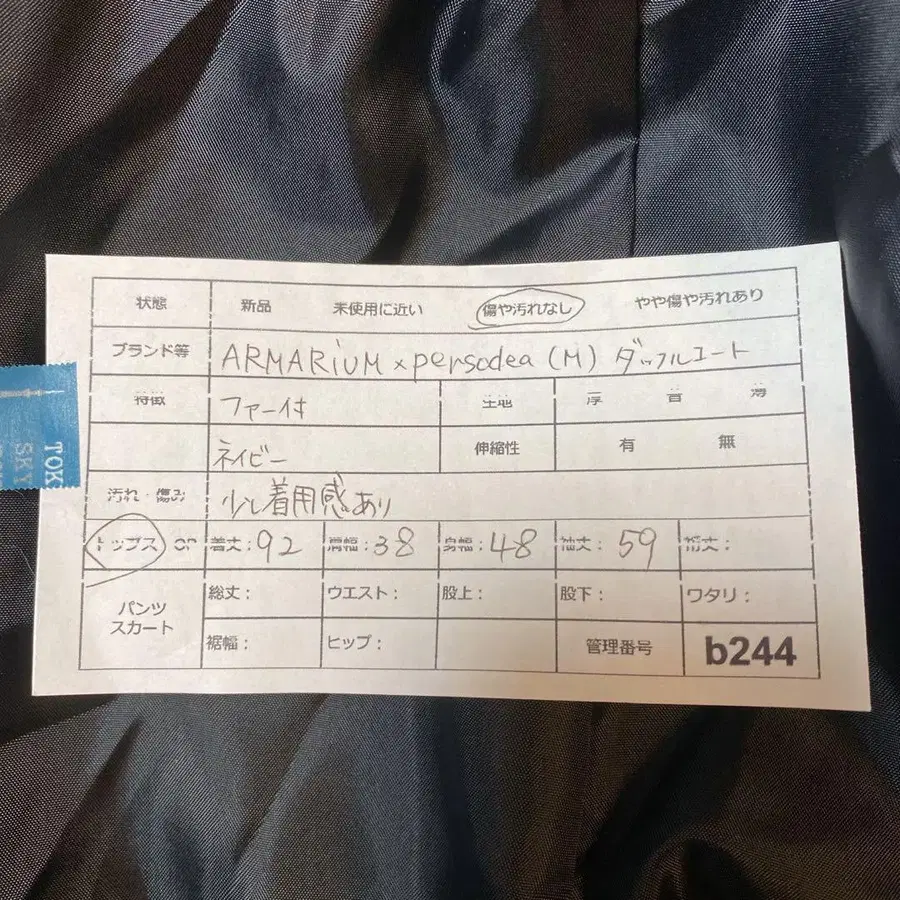 状態 新品 未使用に近い 傷や汚れなし やや傷や汚れあり
ブランド等 ARMARiUM × persodea (M) ダッフルコート
特徴 ファー付 生地 厚 普 薄
ネイビー 伸縮性 有 無
汚れ・傷み 少し着用感あり
トップス OP 着丈:92 肩幅:38 身幅:48 袖丈:59 裄丈:
パンツ スカート 総丈: ウエスト: 股上: 股下: ワタリ:
裾幅: ヒップ: 管理番号 b244
TOK
SKY